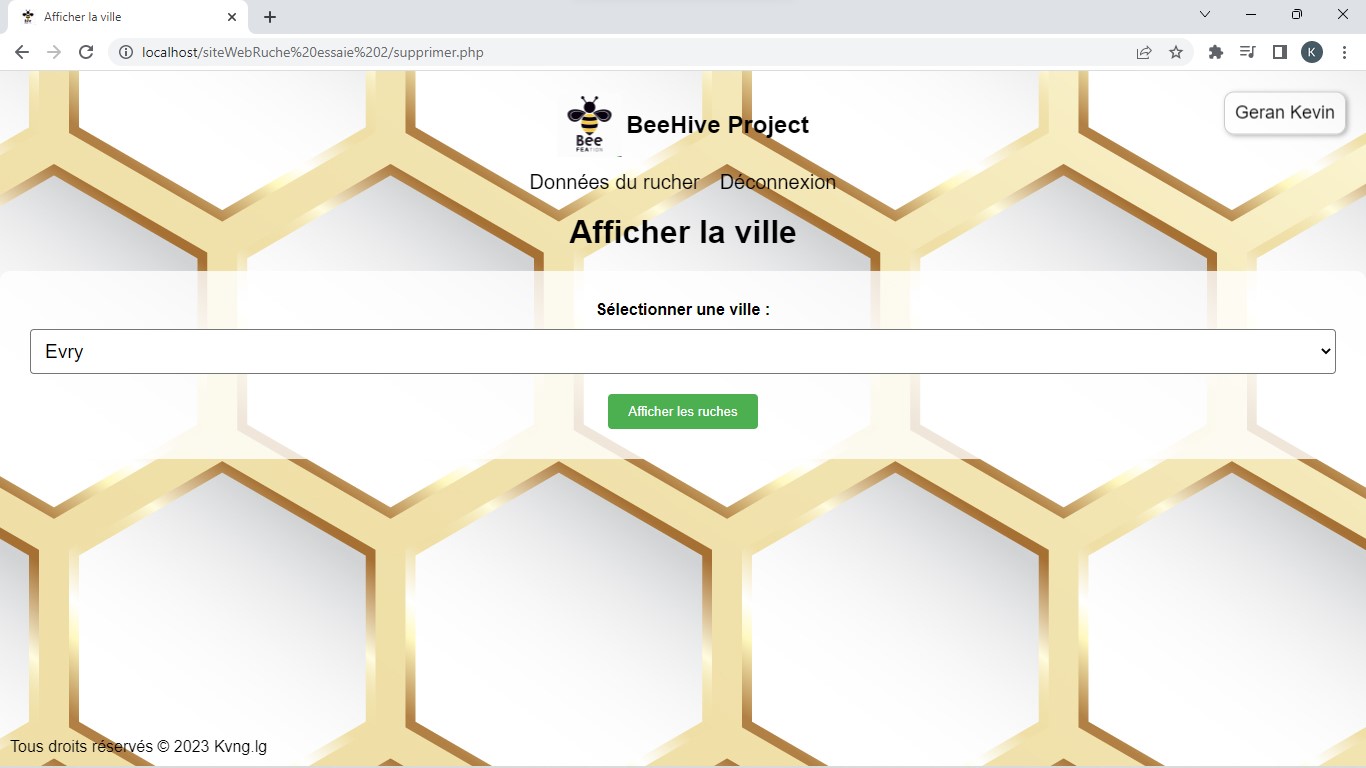 Afficher la ville
localhost/siteWebRuche%20essaie%202/supprimer.php
K
Geran Kevin
Bee
FEATION
BeeHive Project
Données du rucher Déconnexion
Afficher la ville
Sélectionner une ville :
Evry
Afficher les ruches
Tous droits réservés © 2023 Kvng.lg